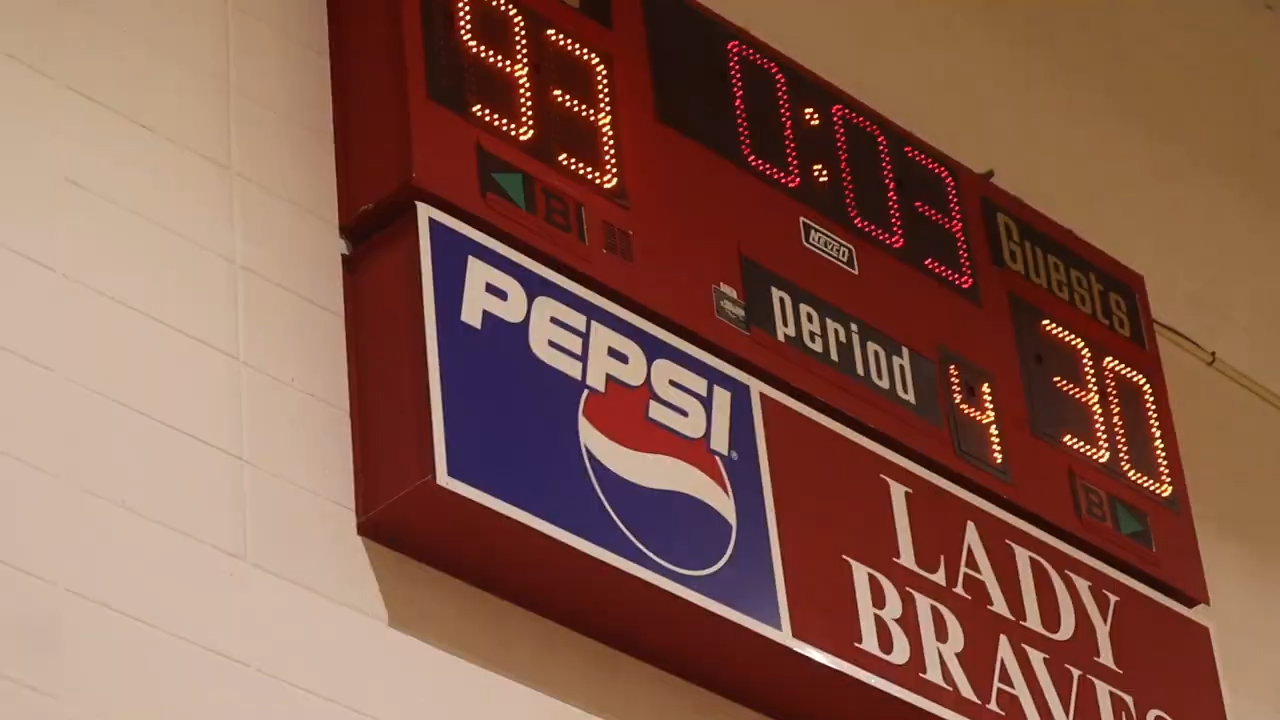 93
0:03
B
NEVCO
Guests
period
4
30
B
PEPSI
LADY
BRAVES